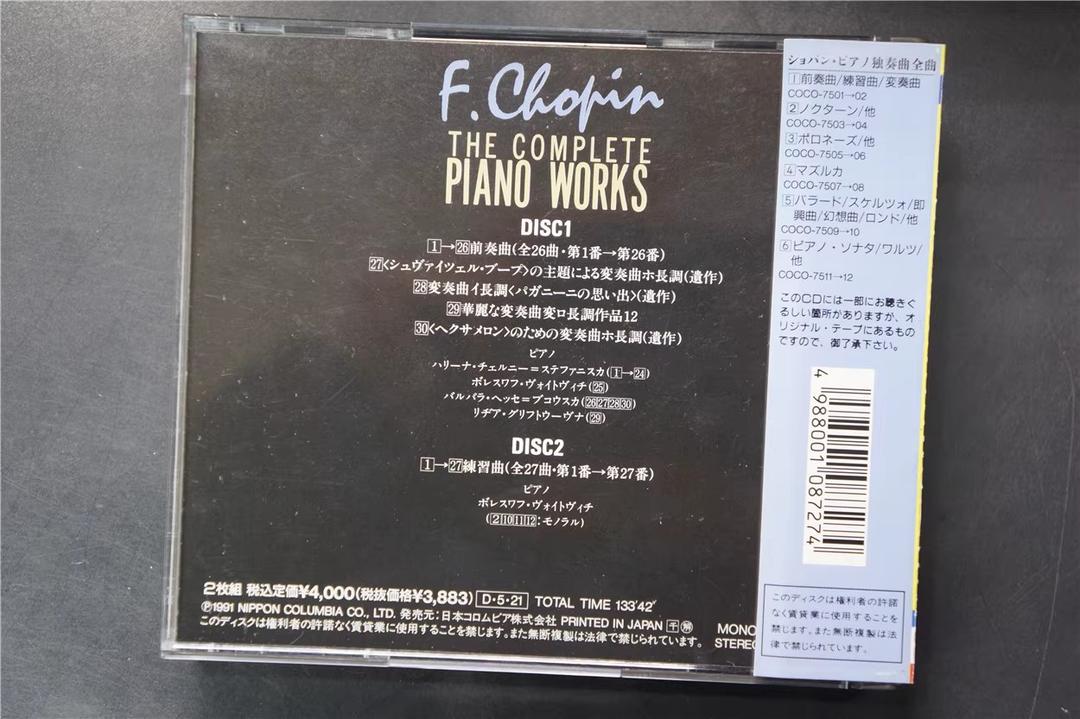 F. Chopin
THE COMPLETE
PIANO WORKS
DISC1
1→26前奏曲(全26曲・第1番→第26番)
27〈シュヴァイツェル・ブーブ〉の主題による変奏曲ホ長調(遺作)
28変奏曲イ長調〈パガニーニの思い出〉(遺作)
29華麗な変奏曲変ロ長調作品12
30〈ヘクサメロン〉のための変奏曲ホ長調(遺作)
ピアノ
ハリーナ・チェルニー=ステファニスカ(1→24)
ボレスワフ・ヴォイトヴィチ(25)
バルバラ・ヘッセ=ブコウスカ(26 27 28 30)
リヂア・グリフトウーヴナ(29)
DISC2
1→27練習曲(全27曲・第1番→第27番)
ピアノ
ボレスワフ・ヴォイトヴィチ
(2 10 11 12:モノラル)
2枚組 税込定価¥4,000(税抜価格¥3,883) D・5・21 TOTAL TIME 133'42"
Ⓟ1991 NIPPON COLUMBIA CO., LTD. 発売元:日本コロムビア株式会社 PRINTED IN JAPAN
このディスクは権利者の許諾なく賃貸業に使用することを禁じます。また無断複製は法律で禁じられています。
MONO
STEREO
ショパン・ピアノ独奏曲全曲
1前奏曲/練習曲/変奏曲
COCO-7501→02
2ノクターン/他
COCO-7503→04
3ポロネーズ/他
COCO-7505→06
4マズルカ
COCO-7507→08
5バラード/スケルツォ/即
興曲/幻想曲/ロンド/他
COCO-7509→10
6ピアノ・ソナタ/ワルツ/
他
COCO-7511→12
このCDには一部にお聴きぐ
るしい箇所がありますが、オ
リジナル・テープにあるもの
ですので、御了承下さい。
4 988001 087274
このディスクは権利者の許諾
なく賃貸業に使用することを
禁じます。また無断複製は法
律で禁じられています。